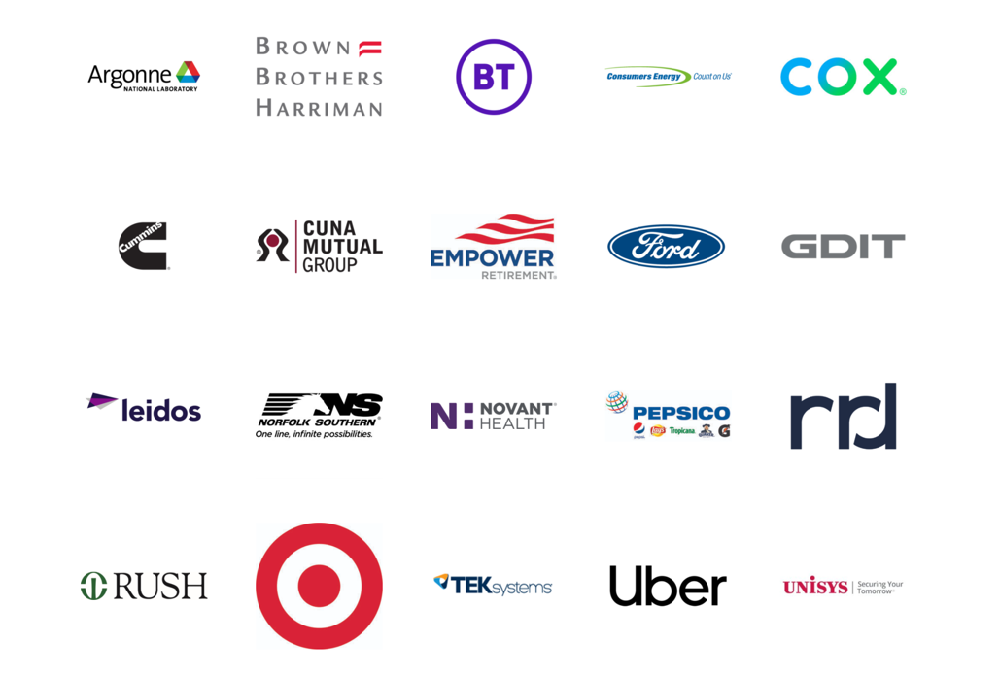 Argonne
NATIONAL LABORATORY
BROWN
BROTHERS
HARRIMAN
BT
Consumers Energy Count on Us®
COX®
Cummins®
CUNA
MUTUAL
GROUP
EMPOWER
RETIREMENT®
Ford
GDIT
leidos
NS
NORFOLK SOUTHERN®
One line, infinite possibilities.
N
NOVANT®
HEALTH
PEPSICO
pepsi Lay's Tropicana QUAKER G
rrd
RUSH
TEKsystems®
Uber
UNiSYS | Securing Your
Tomorrow®